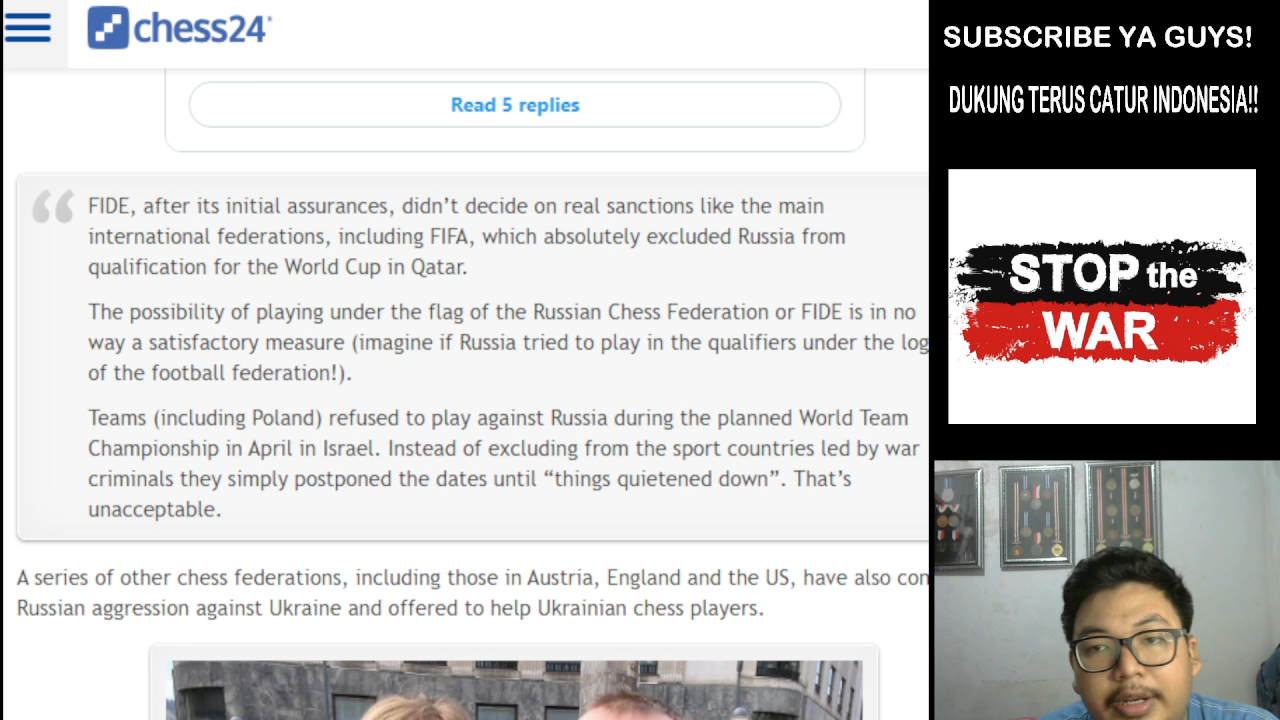 chess24
Read 5 replies
FIDE, after its initial assurances, didn't decide on real sanctions like the main
international federations, including FIFA, which absolutely excluded Russia from
qualification for the World Cup in Qatar.
The possibility of playing under the flag of the Russian Chess Federation or FIDE is in no
way a satisfactory measure (imagine if Russia tried to play in the qualifiers under the log
of the football federation!).
Teams (including Poland) refused to play against Russia during the planned World Team
Championship in April in Israel. Instead of excluding from the sport countries led by war
criminals they simply postponed the dates until “things quietened down”. That's
unacceptable.
A series of other chess federations, including those in Austria, England and the US, have also con
Russian aggression against Ukraine and offered to help Ukrainian chess players.
SUBSCRIBE YA GUYS!
DUKUNG TERUS CATUR INDONESIA!!
STOP the
WAR